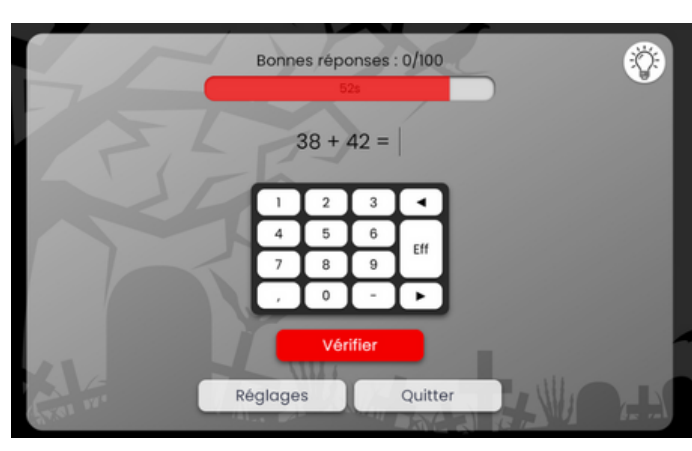 Bonnes réponses : 0/100
52s
38 + 42 =
1 2 3 ◄
4 5 6 Eff
7 8 9
, 0 - ►
Vérifier
Réglages Quitter